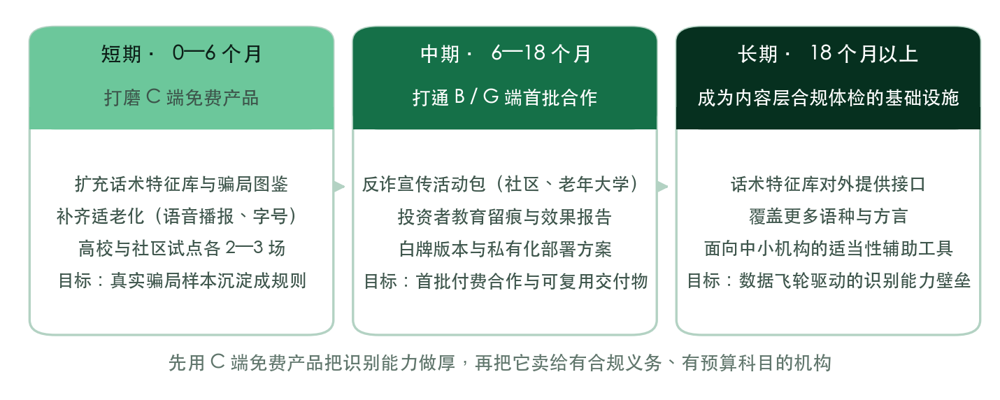 短期 · 0—6 个月
打磨 C 端免费产品
扩充话术特征库与骗局图鉴
补齐适老化（语音播报、字号）
高校与社区试点各 2—3 场
目标：真实骗局样本沉淀成规则
中期 · 6—18 个月
打通 B / G 端首批合作
反诈宣传活动包（社区、老年大学）
投资者教育留痕与效果报告
白牌版本与私有化部署方案
目标：首批付费合作与可复用交付物
长期 · 18 个月以上
成为内容层合规体检的基础设施
话术特征库对外提供接口
覆盖更多语种与方言
面向中小机构的适当性辅助工具
目标：数据飞轮驱动的识别能力壁垒
先用 C 端免费产品把识别能力做厚，再把它卖给有合规义务、有预算科目的机构